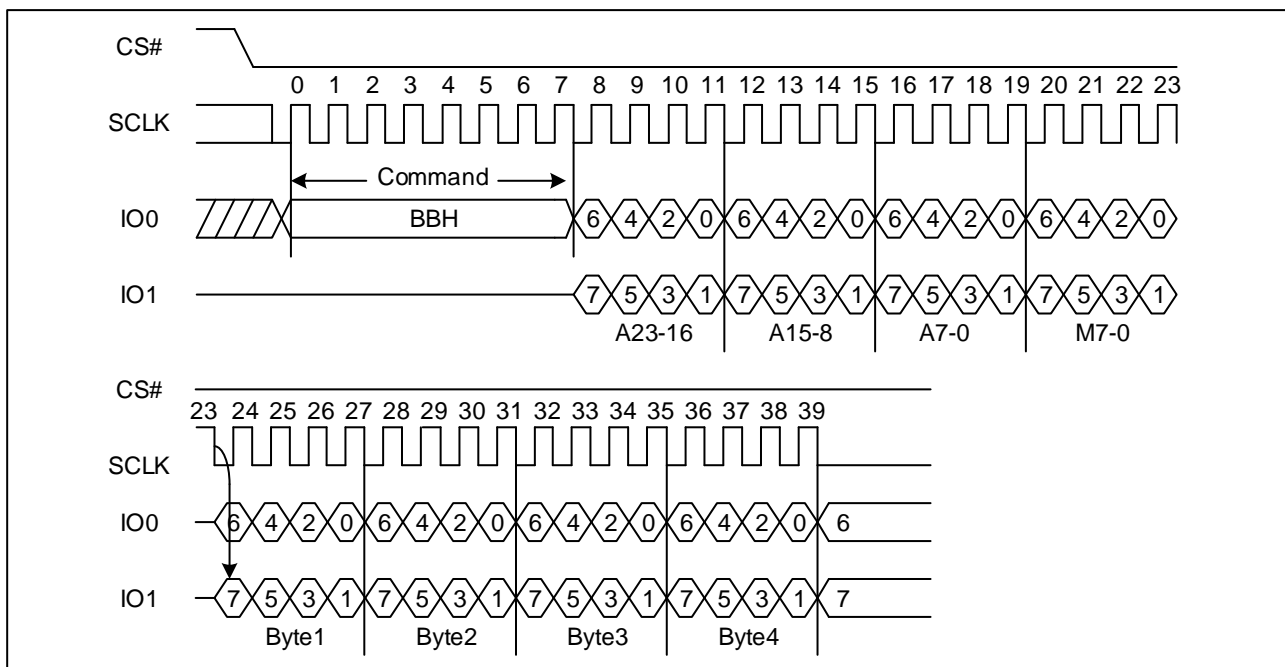 CS#
0 1 2 3 4 5 6 7 8 9 10 11 12 13 14 15 16 17 18 19 20 21 22 23
SCLK
Command
IO0 BBH 6 4 2 0 6 4 2 0 6 4 2 0 6 4 2 0
IO1 7 5 3 1 7 5 3 1 7 5 3 1 7 5 3 1
A23-16 A15-8 A7-0 M7-0
CS#
23 24 25 26 27 28 29 30 31 32 33 34 35 36 37 38 39
SCLK
IO0 6 4 2 0 6 4 2 0 6 4 2 0 6 4 2 0 6
IO1 7 5 3 1 7 5 3 1 7 5 3 1 7 5 3 1 7
Byte1 Byte2 Byte3 Byte4